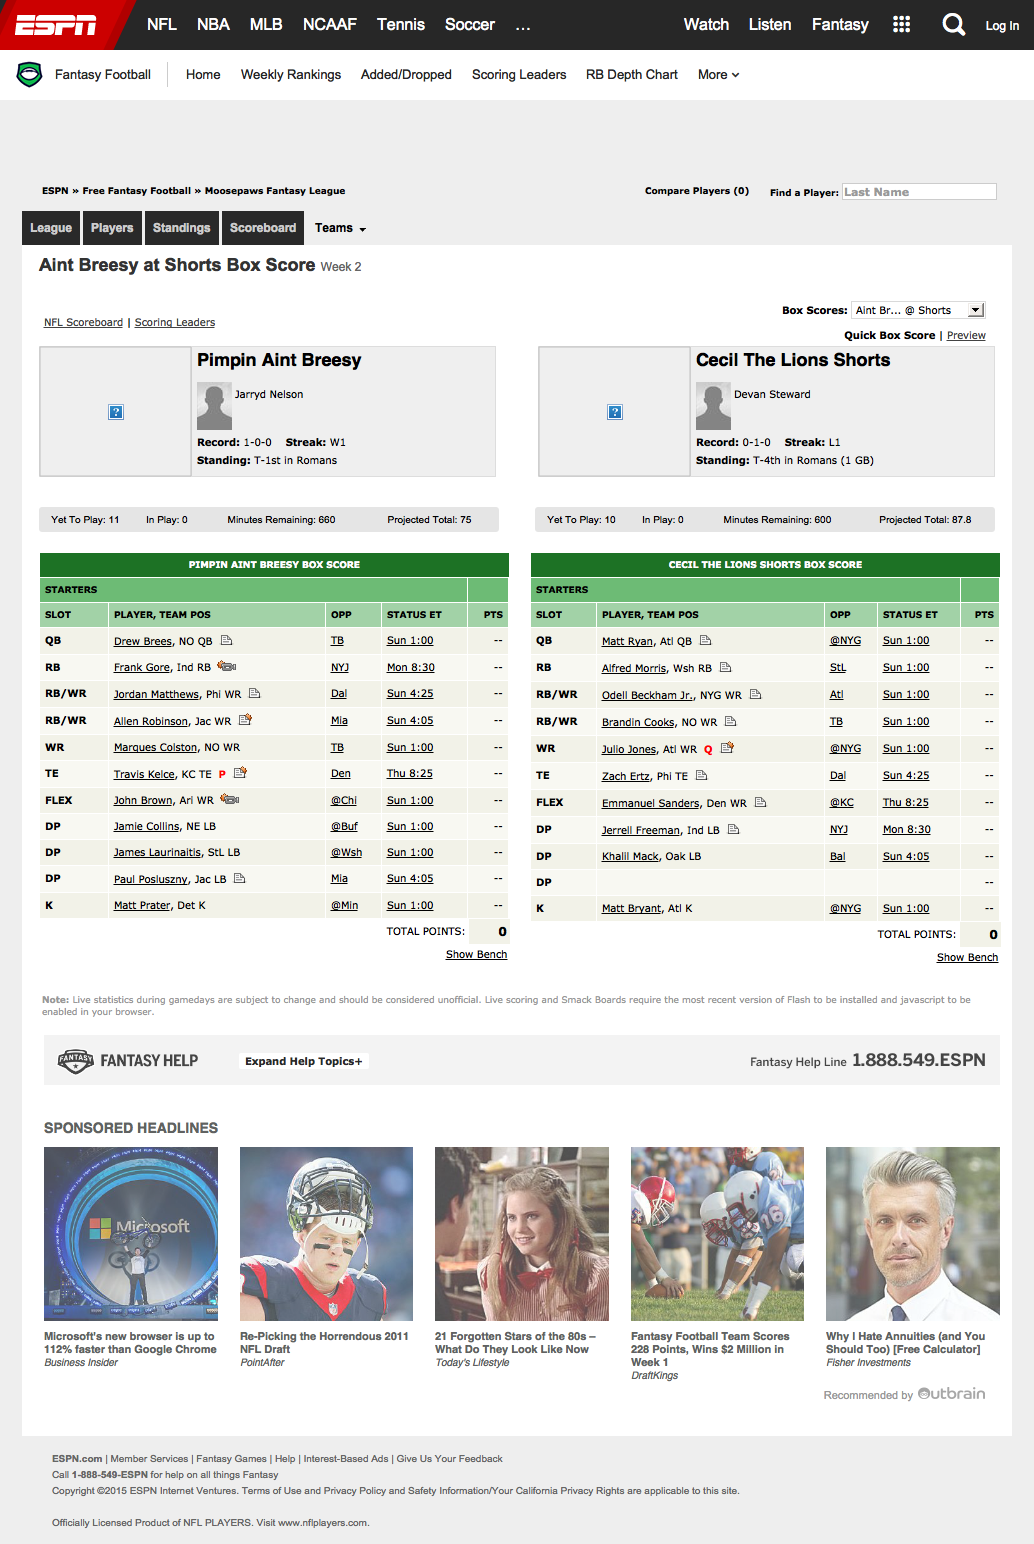 ESPN NFL NBA MLB NCAAF Tennis Soccer ... Watch Listen Fantasy Log In
Fantasy Football Home Weekly Rankings Added/Dropped Scoring Leaders RB Depth Chart More
ESPN » Free Fantasy Football » Moosepaws Fantasy League Compare Players (0) Find a Player: Last Name
League Players Standings Scoreboard Teams
Aint Breesy at Shorts Box Score Week 2
Box Scores: Aint Br... @ Shorts
NFL Scoreboard | Scoring Leaders
Quick Box Score | Preview
Pimpin Aint Breesy
Jarryd Nelson
Record: 1-0-0 Streak: W1
Standing: T-1st in Romans
Cecil The Lions Shorts
Devan Steward
Record: 0-1-0 Streak: L1
Standing: T-4th in Romans (1 GB)
Yet To Play: 11 In Play: 0 Minutes Remaining: 660 Projected Total: 75
Yet To Play: 10 In Play: 0 Minutes Remaining: 600 Projected Total: 87.8
PIMPIN AINT BREESY BOX SCORE
STARTERS
SLOT PLAYER, TEAM POS OPP STATUS ET PTS
QB Drew Brees, NO QB TB Sun 1:00 --
RB Frank Gore, Ind RB NYJ Mon 8:30 --
RB/WR Jordan Matthews, Phi WR Dal Sun 4:25 --
RB/WR Allen Robinson, Jac WR Mia Sun 4:05 --
WR Marques Colston, NO WR TB Sun 1:00 --
TE Travis Kelce, KC TE P Den Thu 8:25 --
FLEX John Brown, Ari WR @Chi Sun 1:00 --
DP Jamie Collins, NE LB @Buf Sun 1:00 --
DP James Laurinaitis, StL LB @Wsh Sun 1:00 --
DP Paul Posluszny, Jac LB Mia Sun 4:05 --
K Matt Prater, Det K @Min Sun 1:00 --
TOTAL POINTS: 0
Show Bench
CECIL THE LIONS SHORTS BOX SCORE
STARTERS
SLOT PLAYER, TEAM POS OPP STATUS ET PTS
QB Matt Ryan, Atl QB @NYG Sun 1:00 --
RB Alfred Morris, Wsh RB StL Sun 1:00 --
RB/WR Odell Beckham Jr., NYG WR Atl Sun 1:00 --
RB/WR Brandin Cooks, NO WR TB Sun 1:00 --
WR Julio Jones, Atl WR Q @NYG Sun 1:00 --
TE Zach Ertz, Phi TE Dal Sun 4:25 --
FLEX Emmanuel Sanders, Den WR @KC Thu 8:25 --
DP Jerrell Freeman, Ind LB NYJ Mon 8:30 --
DP Khalil Mack, Oak LB Bal Sun 4:05 --
DP --
K Matt Bryant, Atl K @NYG Sun 1:00 --
TOTAL POINTS: 0
Show Bench
Note: Live statistics during gamedays are subject to change and should be considered unofficial. Live scoring and Smack Boards require the most recent version of Flash to be installed and javascript to be
enabled in your browser.
FANTASY FANTASY HELP Expand Help Topics+ Fantasy Help Line 1.888.549.ESPN
SPONSORED HEADLINES
Microsoft
Microsoft's new browser is up to
112% faster than Google Chrome
Business Insider
Re-Picking the Horrendous 2011
NFL Draft
PointAfter
21 Forgotten Stars of the 80s –
What Do They Look Like Now
Today's Lifestyle
Fantasy Football Team Scores
228 Points, Wins $2 Million in
Week 1
DraftKings
Why I Hate Annuities (and You
Should Too) [Free Calculator]
Fisher Investments
Recommended by Outbrain
ESPN.com | Member Services | Fantasy Games | Help | Interest-Based Ads | Give Us Your Feedback
Call 1-888-549-ESPN for help on all things Fantasy
Copyright ©2015 ESPN Internet Ventures. Terms of Use and Privacy Policy and Safety Information/Your California Privacy Rights are applicable to this site.
Officially Licensed Product of NFL PLAYERS. Visit www.nflplayers.com.